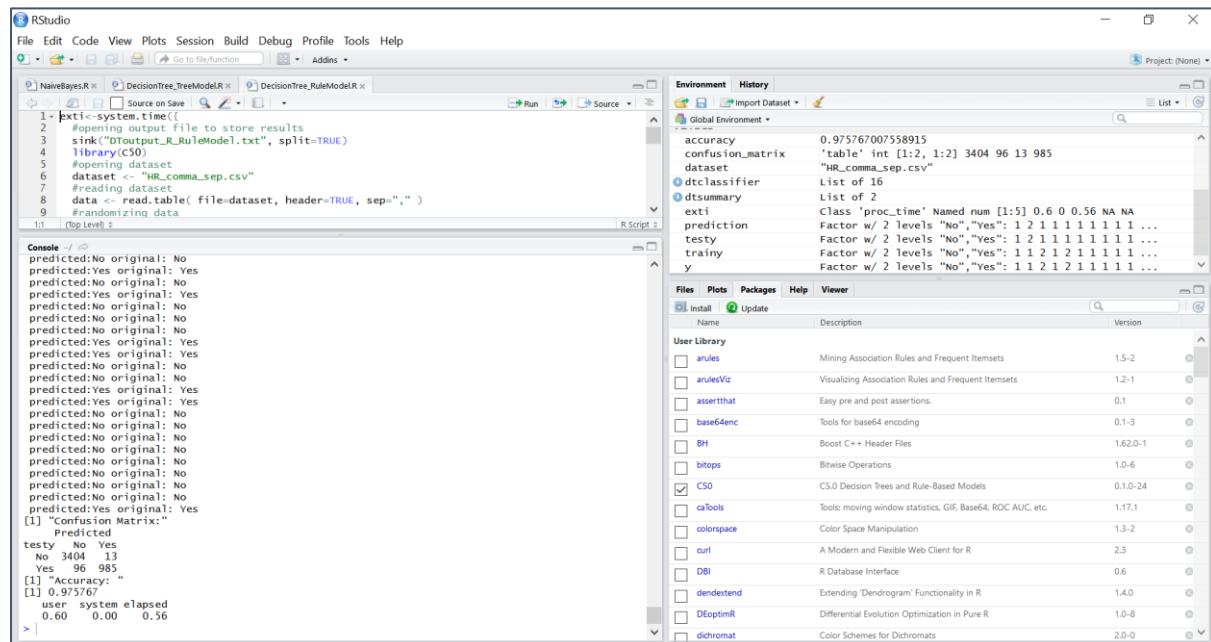 RStudio
File Edit Code View Plots Session Build Debug Profile Tools Help
Go to file/function Addins Project: (None)
NaiveBayes.R DecisionTree_TreeModel.R DecisionTree_RuleModel.R
Source on Save Run Source
1 exti<-system.time({
2 #opening output file to store results
3 sink("DToutput_R_RuleModel.txt", split=TRUE)
4 library(C50)
5 #opening dataset
6 dataset <- "HR_comma_sep.csv"
7 #reading dataset
8 data <- read.table( file=dataset, header=TRUE, sep="," )
9 #randomizing data
1:1 (Top Level) R Script
Console ~/
predicted:No original: No
predicted:Yes original: Yes
predicted:No original: No
predicted:Yes original: Yes
predicted:No original: No
predicted:No original: No
predicted:No original: No
predicted:Yes original: Yes
predicted:Yes original: Yes
predicted:No original: No
predicted:No original: No
predicted:Yes original: Yes
predicted:Yes original: Yes
predicted:No original: No
predicted:No original: No
predicted:No original: No
predicted:No original: No
predicted:No original: No
predicted:No original: No
predicted:No original: No
predicted:No original: No
predicted:Yes original: Yes
[1] "Confusion Matrix:"
Predicted
testy No Yes
No 3404 13
Yes 96 985
[1] "Accuracy: "
[1] 0.975767
user system elapsed
0.60 0.00 0.56
>
Environment History
Import Dataset List
Global Environment
accuracy 0.975767007558915
confusion_matrix 'table' int [1:2, 1:2] 3404 96 13 985
dataset "HR_comma_sep.csv"
dtclassifier List of 16
dtsummary List of 2
exti Class 'proc_time' Named num [1:5] 0.6 0 0.56 NA NA
prediction Factor w/ 2 levels "No","Yes": 1 2 1 1 1 1 1 1 1 1 ...
testy Factor w/ 2 levels "No","Yes": 1 2 1 1 1 1 1 1 1 1 ...
trainy Factor w/ 2 levels "No","Yes": 1 1 2 1 2 1 1 1 1 1 ...
y Factor w/ 2 levels "No","Yes": 1 1 2 1 2 1 1 1 1 1 ...
Files Plots Packages Help Viewer
Install Update
Name Description Version
User Library
arules Mining Association Rules and Frequent Itemsets 1.5-2
arulesViz Visualizing Association Rules and Frequent Itemsets 1.2-1
assertthat Easy pre and post assertions. 0.1
base64enc Tools for base64 encoding 0.1-3
BH Boost C++ Header Files 1.62.0-1
bitops Bitwise Operations 1.0-6
C50 C5.0 Decision Trees and Rule-Based Models 0.1.0-24
caTools Tools: moving window statistics, GIF, Base64, ROC AUC, etc. 1.17.1
colorspace Color Space Manipulation 1.3-2
curl A Modern and Flexible Web Client for R 2.3
DBI R Database Interface 0.6
dendextend Extending 'Dendrogram' Functionality in R 1.4.0
DEoptimR Differential Evolution Optimization in Pure R 1.0-8
dichromat Color Schemes for Dichromats 2.0-0